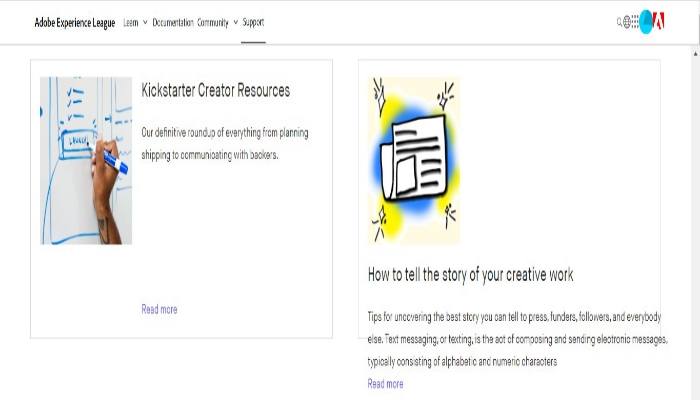 Adobe Experience League Learn Documentation Community Support
Kickstarter Creator Resources
Our definitive roundup of everything from planning
shipping to communicating with backers.
Read more
How to tell the story of your creative work
Tips for uncovering the best story you can tell to press, funders, followers, and everybody
else. Text messaging, or texting, is the act of composing and sending electronic messages,
typically consisting of alphabetic and numeric characters
Read more